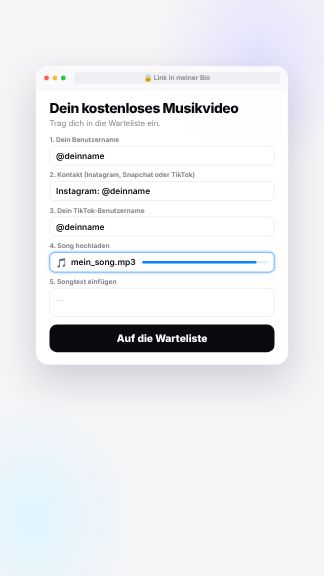 🔒 Link in meiner Bio
Dein kostenloses Musikvideo
Trag dich in die Warteliste ein.
1. Dein Benutzername
@deinname
2. Kontakt (Instagram, Snapchat oder TikTok)
Instagram: @deinname
3. Dein TikTok-Benutzername
@deinname
4. Song hochladen
🎵 mein_song.mp3
5. Songtext einfügen
...
Auf die Warteliste